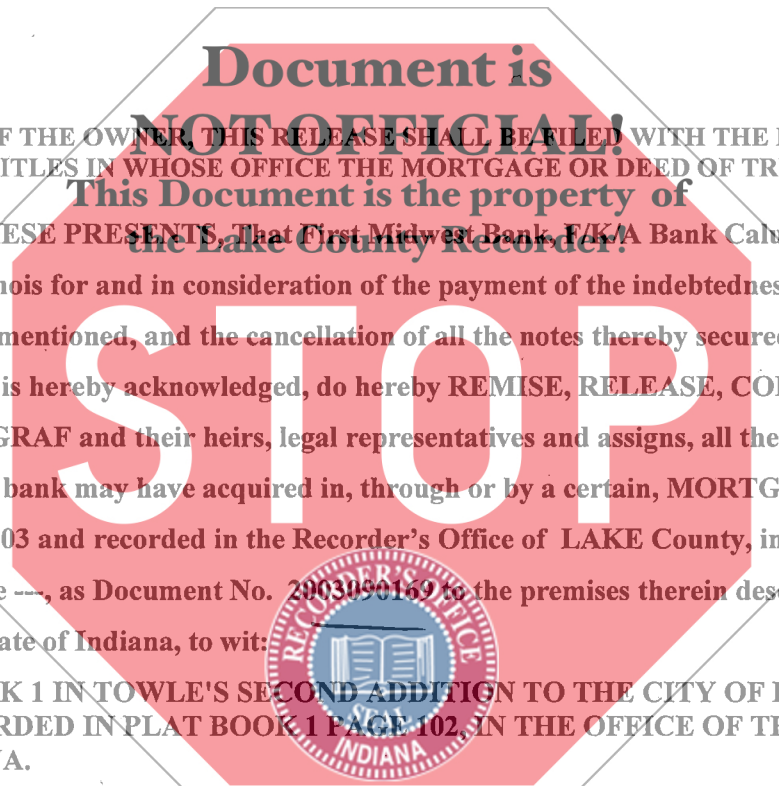 Document is
NOT OFFICIAL!
F THE OWNER, THIS RELEASE SHALL BE FILED WITH THE
ITLES IN WHOSE OFFICE THE MORTGAGE OR DEED OF TR
This Document is the property of
ESE PRESENTS, That First Midwest Bank, F/K/A Bank Calu
the Lake County Recorder!
nois for and in consideration of the payment of the indebtednes
mentioned, and the cancellation of all the notes thereby secured
is hereby acknowledged, do hereby REMISE, RELEASE, CO
STOP
GRAF and their heirs, legal representatives and assigns, all the
bank may have acquired in, through or by a certain, MORTG
03 and recorded in the Recorder's Office of LAKE County, in
e ---, as Document No. 2003090169 to the premises therein des
ate of Indiana, to wit:
RECORDER'S OFFICE
SEAL
INDIANA
K 1 IN TOWLE'S SECOND ADDITION TO THE CITY OF
RDED IN PLAT BOOK 1 PAGE 102, IN THE OFFICE OF T
A.